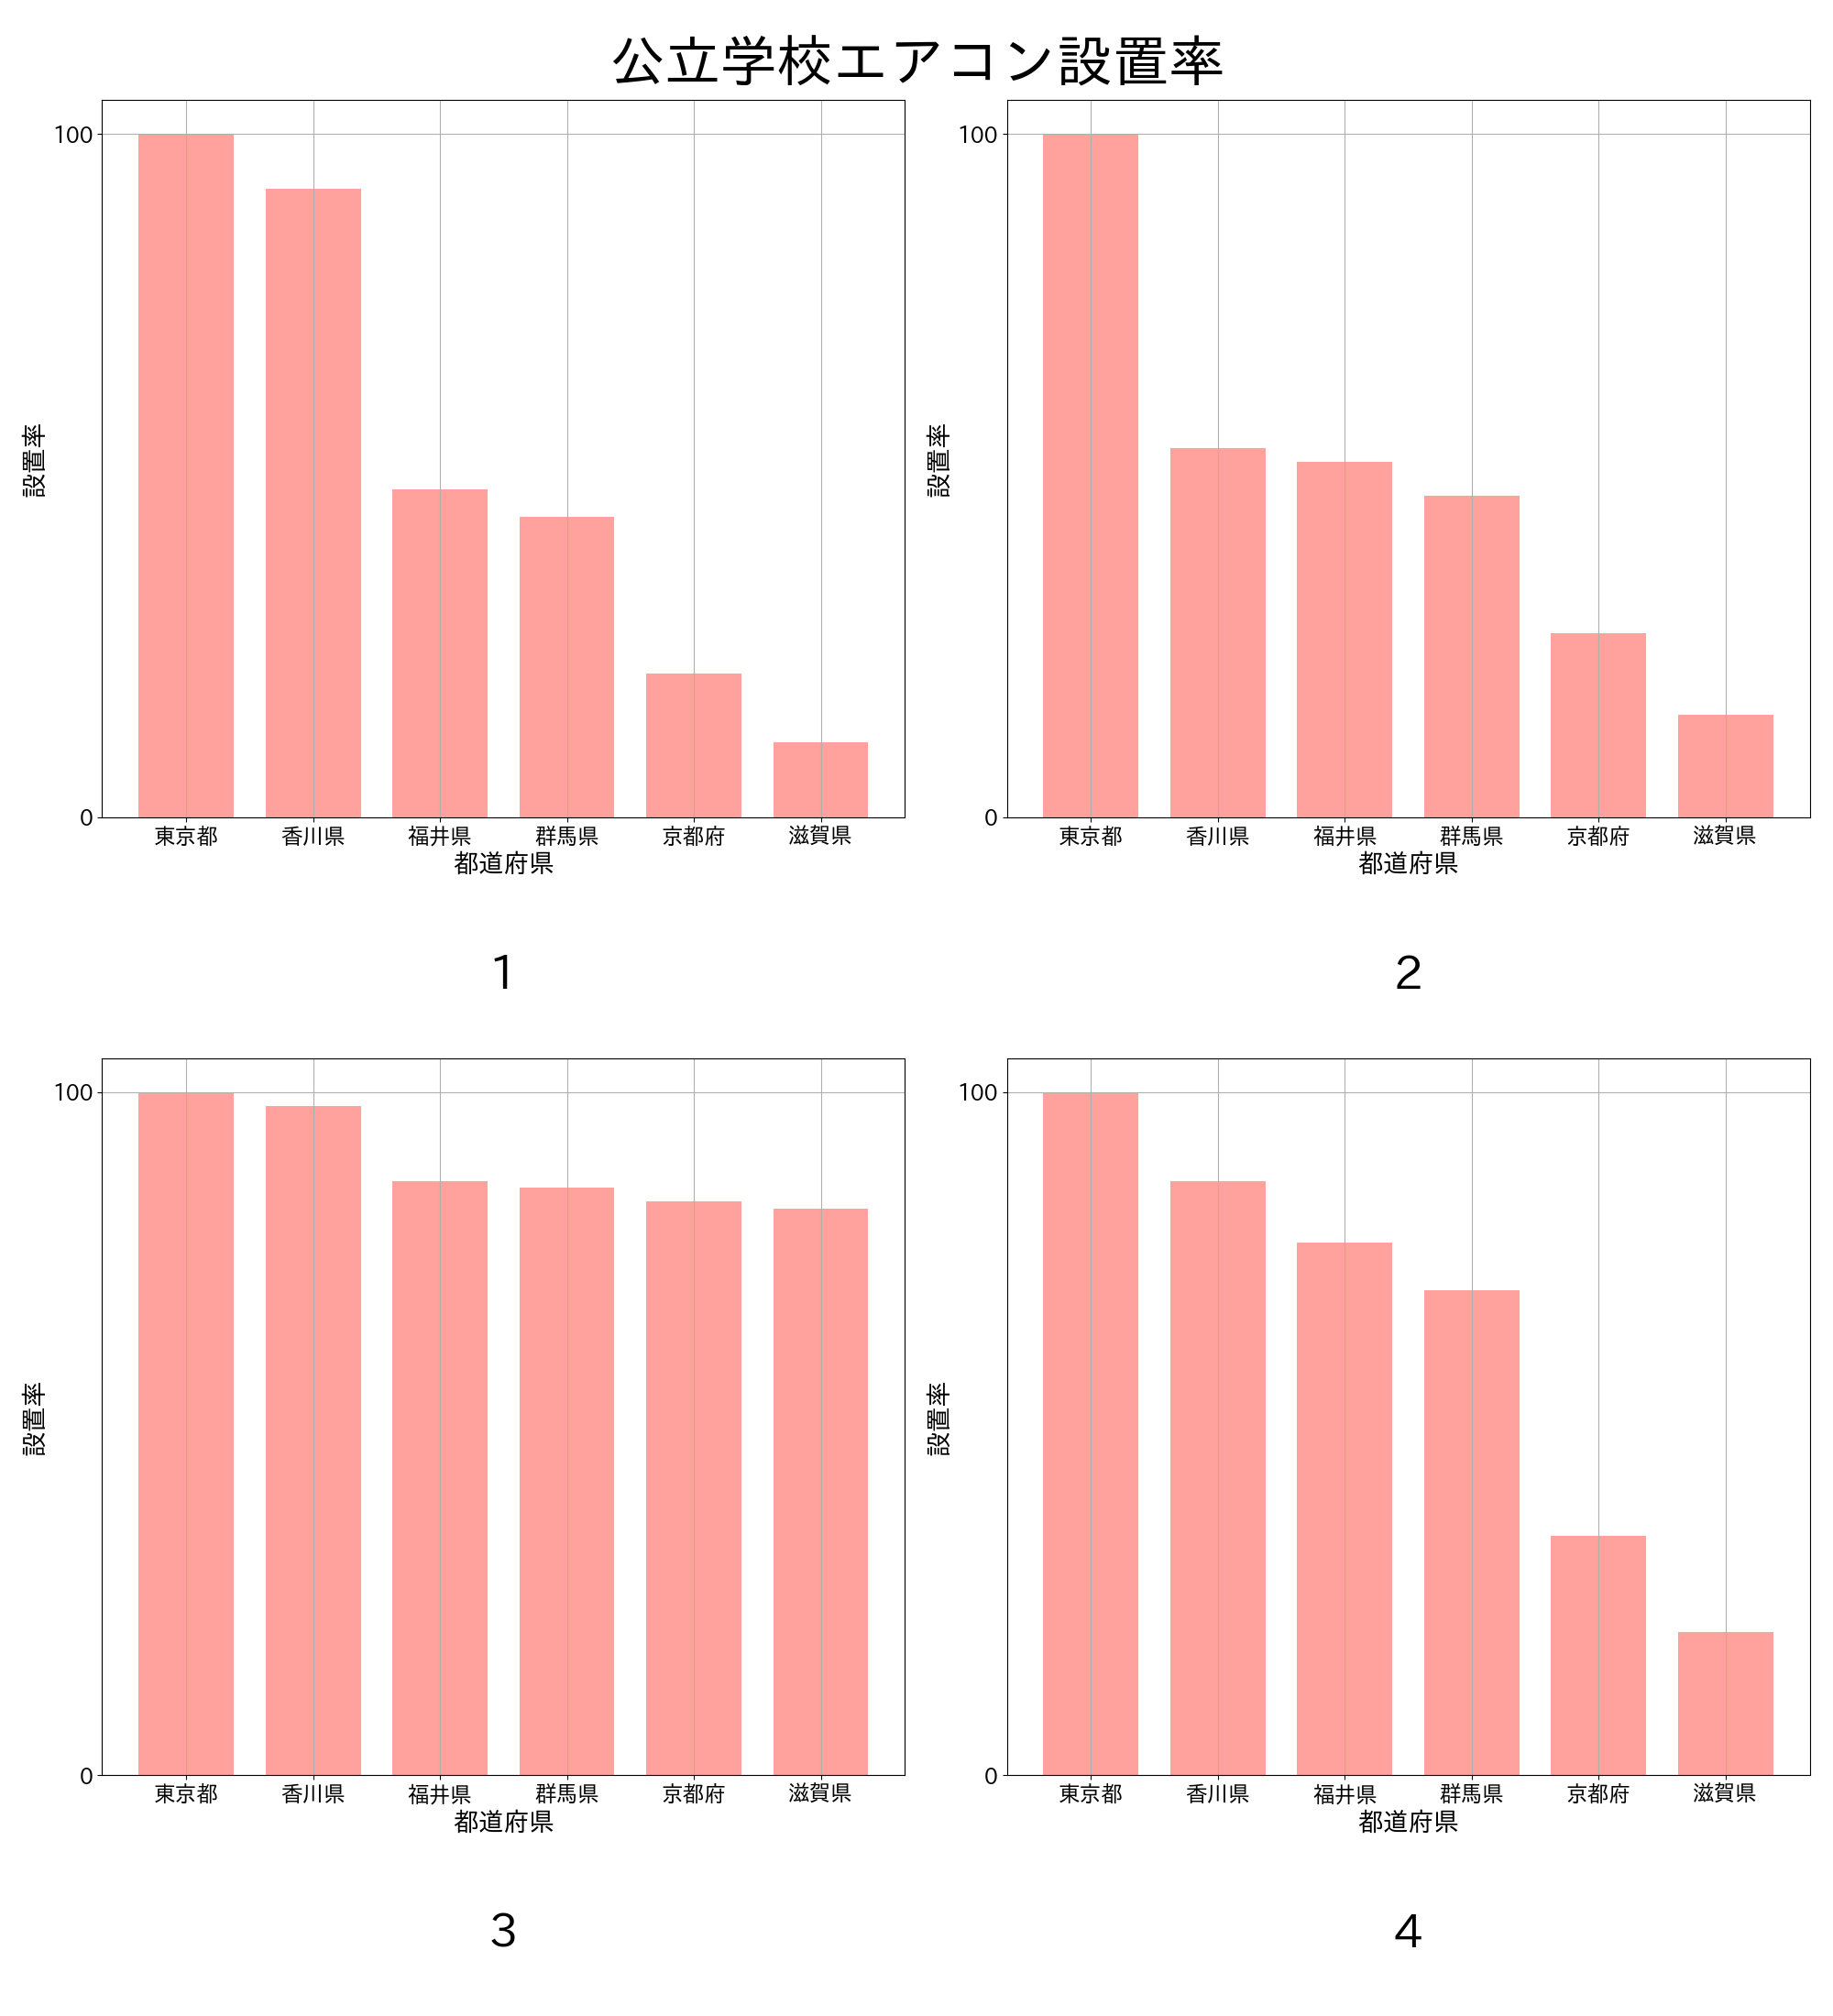 公立学校エアコン設置率
100
設置率
0
東京都 香川県 福井県 群馬県 京都府 滋賀県
都道府県
1
100
設置率
0
東京都 香川県 福井県 群馬県 京都府 滋賀県
都道府県
2
100
設置率
0
東京都 香川県 福井県 群馬県 京都府 滋賀県
都道府県
3
100
設置率
0
東京都 香川県 福井県 群馬県 京都府 滋賀県
都道府県
4